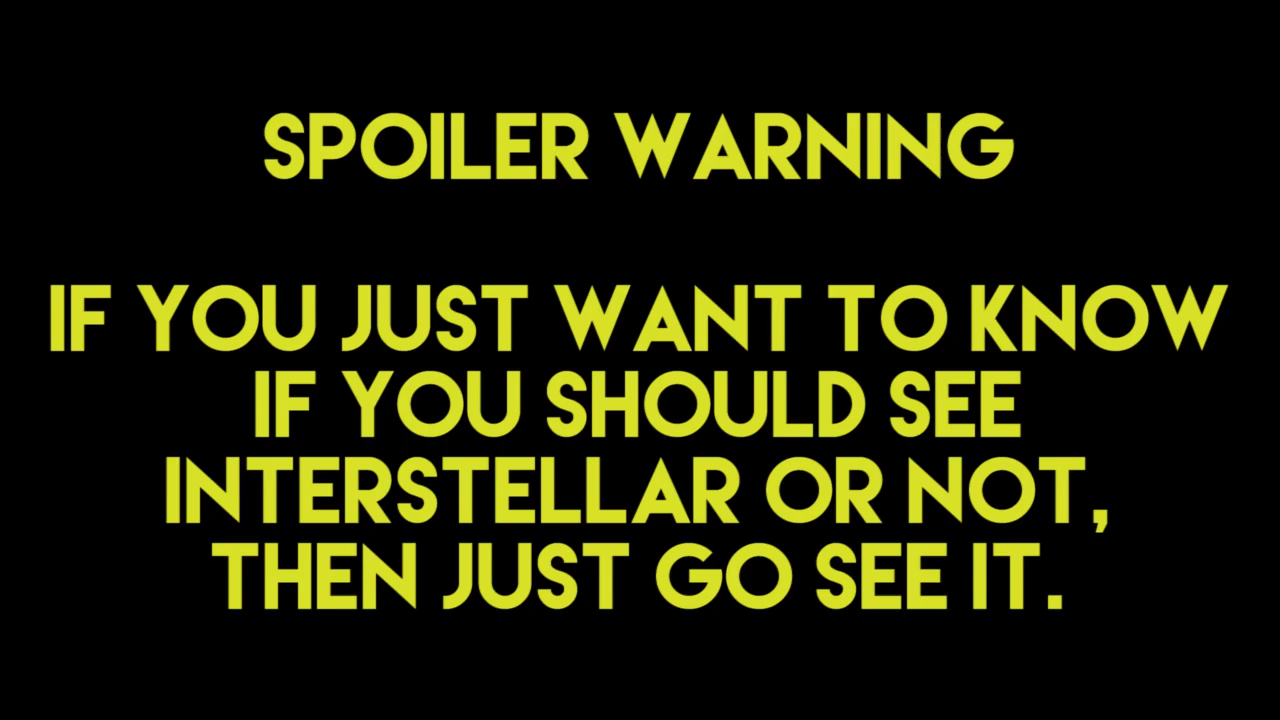 SPOILER WARNING
IF YOU JUST WANT TO KNOW
IF YOU SHOULD SEE
INTERSTELLAR OR NOT,
THEN JUST GO SEE IT.